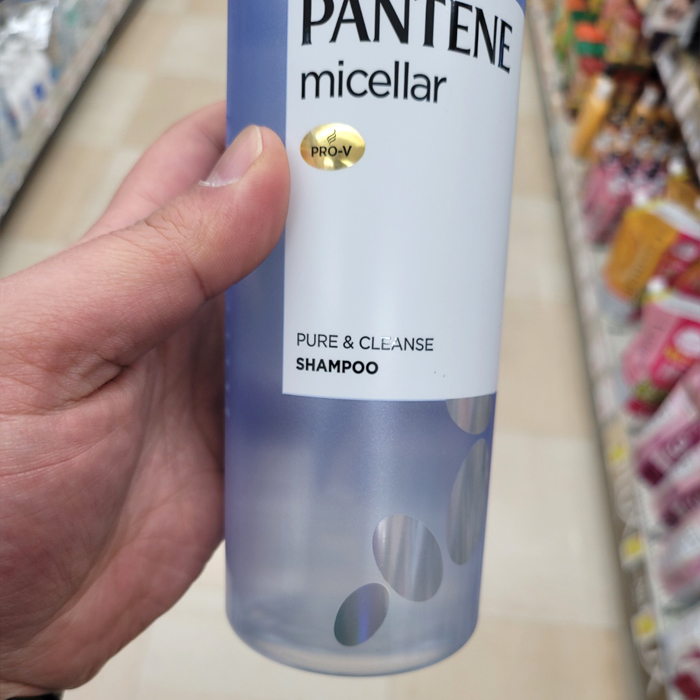 PANTENE
micellar
PRO-V
PURE & CLEANSE
SHAMPOO